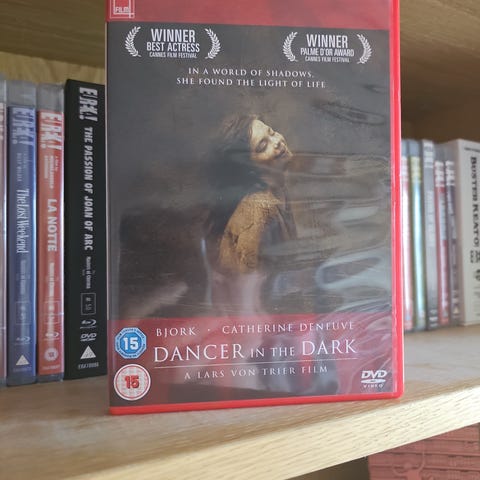 FILM
WINNER
BEST ACTRESS
CANNES FILM FESTIVAL
WINNER
PALME D'OR AWARD
CANNES FILM FESTIVAL
IN A WORLD OF SHADOWS,
SHE FOUND THE LIGHT OF LIFE
BJORK · CATHERINE DENEUVE
DANCER IN THE DARK
A LARS VON TRIER FILM
15
15
DVD
VIDEO
EUREKA!
The Lost Weekend
EUREKA!
LA NOTTE
EUREKA!
THE PASSION OF JOAN OF ARC
BUSTER KEATO